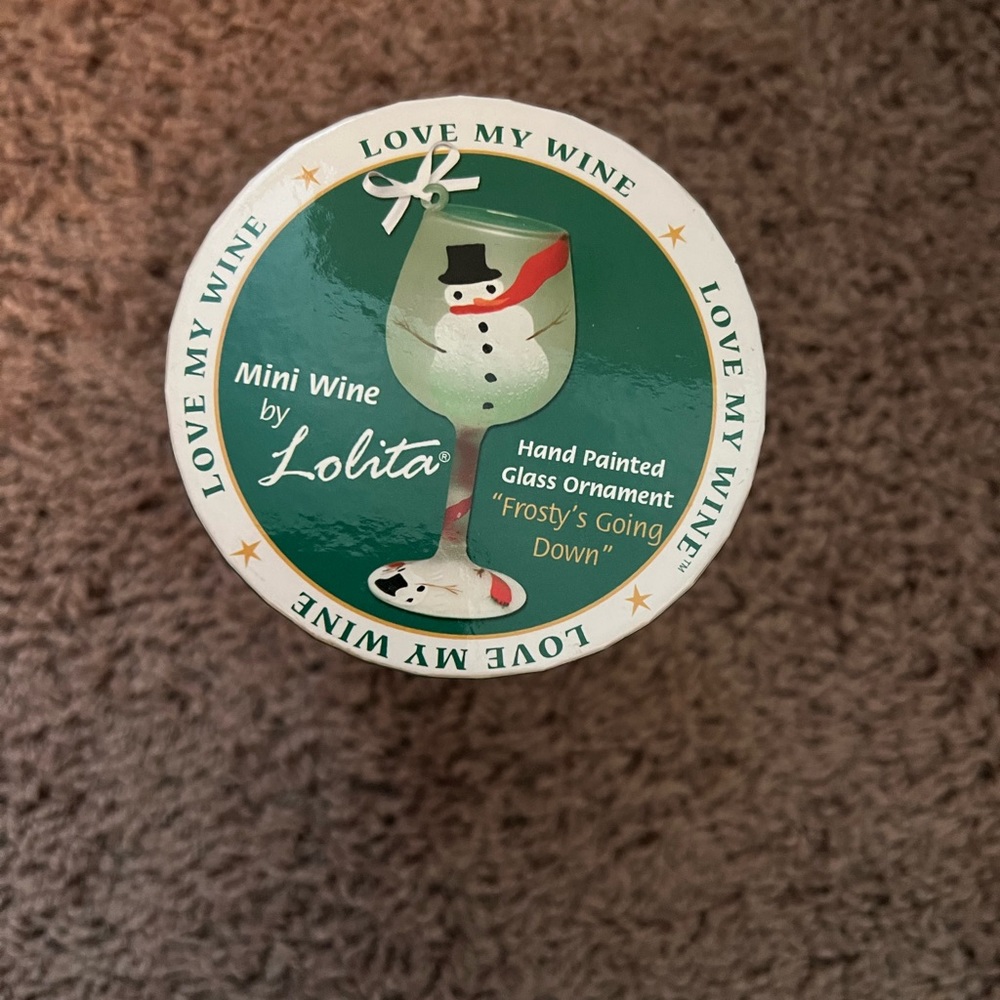 LOVE MY WINE
LOVE MY WINE™
LOVE MY WINE
LOVE MY WINE
Mini Wine
by
Lolita®
Hand Painted
Glass Ornament
“Frosty’s Going
Down”